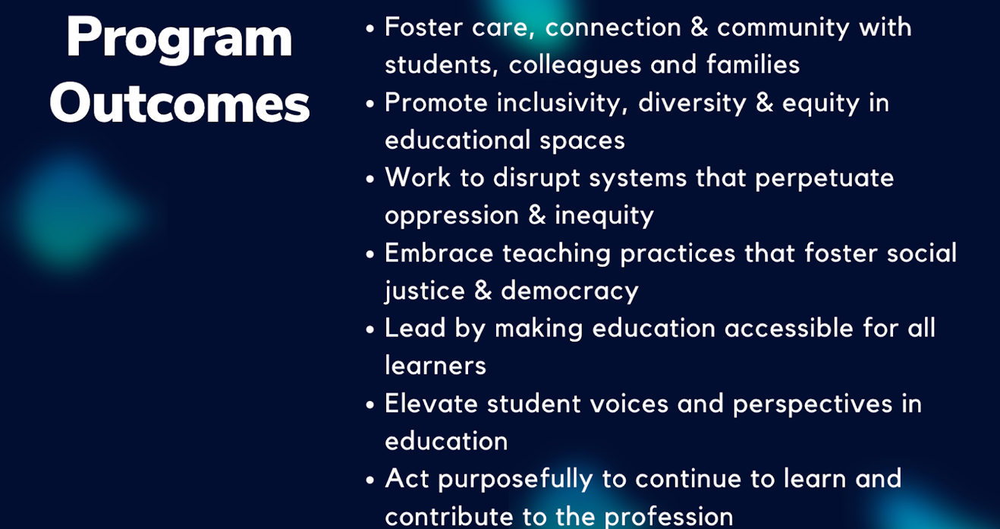 Program
Outcomes
• Foster care, connection & community with
students, colleagues and families
• Promote inclusivity, diversity & equity in
educational spaces
• Work to disrupt systems that perpetuate
oppression & inequity
• Embrace teaching practices that foster social
justice & democracy
• Lead by making education accessible for all
learners
• Elevate student voices and perspectives in
education
• Act purposefully to continue to learn and
contribute to the profession